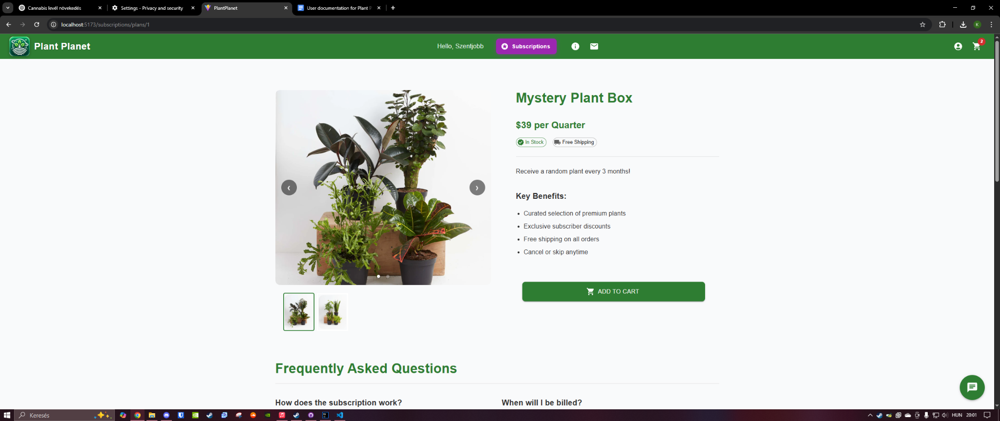 Cannabis levél növekedés
Settings - Privacy and security
PlantPlanet
User documentation for Plant P
localhost:5173/subscriptions/plans/1
K
Plant Planet
Hello, Szentjobb
Subscriptions
2
Mystery Plant Box
$39 per Quarter
In Stock
Free Shipping
Receive a random plant every 3 months!
Key Benefits:
• Curated selection of premium plants
• Exclusive subscriber discounts
• Free shipping on all orders
• Cancel or skip anytime
ADD TO CART
Frequently Asked Questions
How does the subscription work?
When will I be billed?
Keresés
HUN
20:01